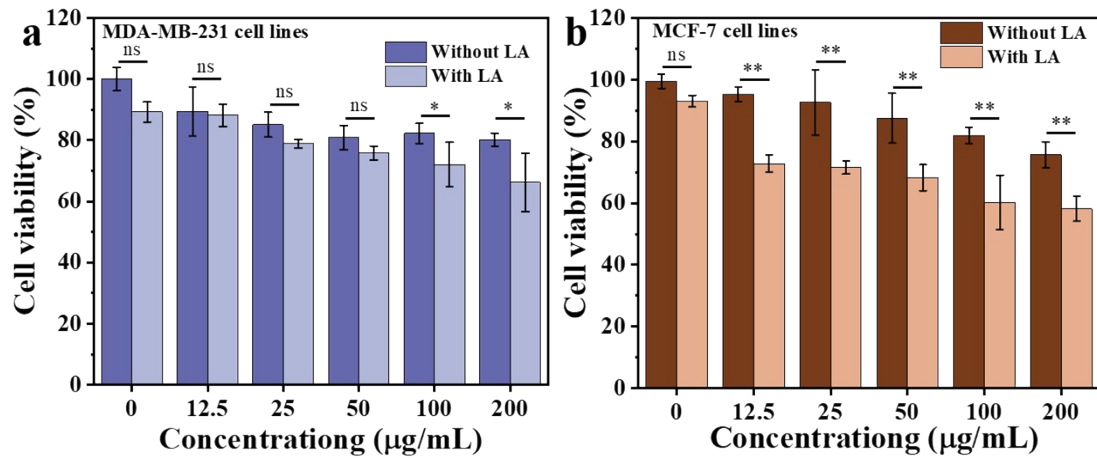 a
MDA-MB-231 cell lines
Without LA
With LA
ns
ns
ns
ns
*
*
120
100
80
60
40
20
0
Cell viability (%)
0 12.5 25 50 100 200
Concentrationg (μg/mL)
b
MCF-7 cell lines
Without LA
With LA
ns
**
**
**
**
**
120
100
80
60
40
20
0
Cell viability (%)
0 12.5 25 50 100 200
Concentrationg (μg/mL)